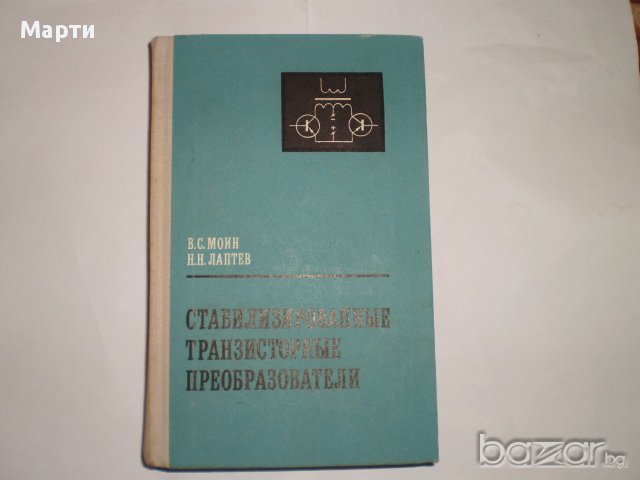 Марти
В.С.МОИН
Н.Н.ЛАПТЕВ
СТАБИЛИЗИРОВАННЫЕ
ТРАНЗИСТОРНЫЕ
ПРЕОБРАЗОВАТЕЛИ
bazar.bg